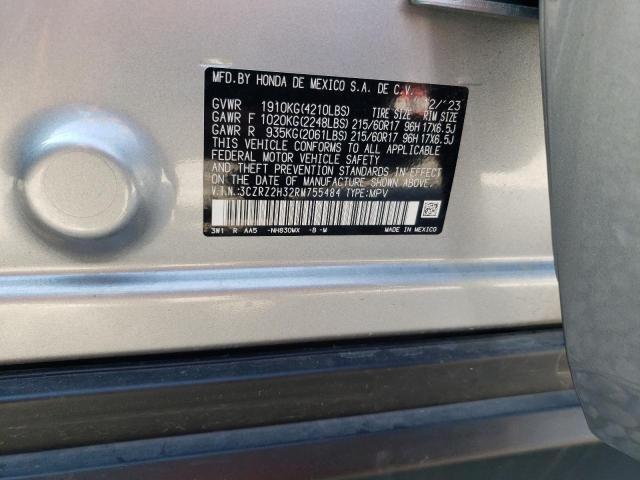 MFD.BY HONDA DE MEXICO S.A. DE C.V.
2/'23
GVWR 1910KG(4210LBS) TIRE SIZE RIM SIZE
GAWR F 1020KG(2248LBS) 215/60R17 96H 17X6.5J
GAWR R 935KG(2061LBS) 215/60R17 96H 17X6.5J
THIS VEHICLE CONFORMS TO ALL APPLICABLE
FEDERAL MOTOR VEHICLE SAFETY
AND THEFT PREVENTION STANDARDS IN EFFECT
ON THE DATE OF MANUFACTURE SHOWN ABOVE.
V.I.N.:3CZRZ2H32RM755484 TYPE:MPV
3W1 R AA5 -NH830MX -B -M MADE IN MEXICO